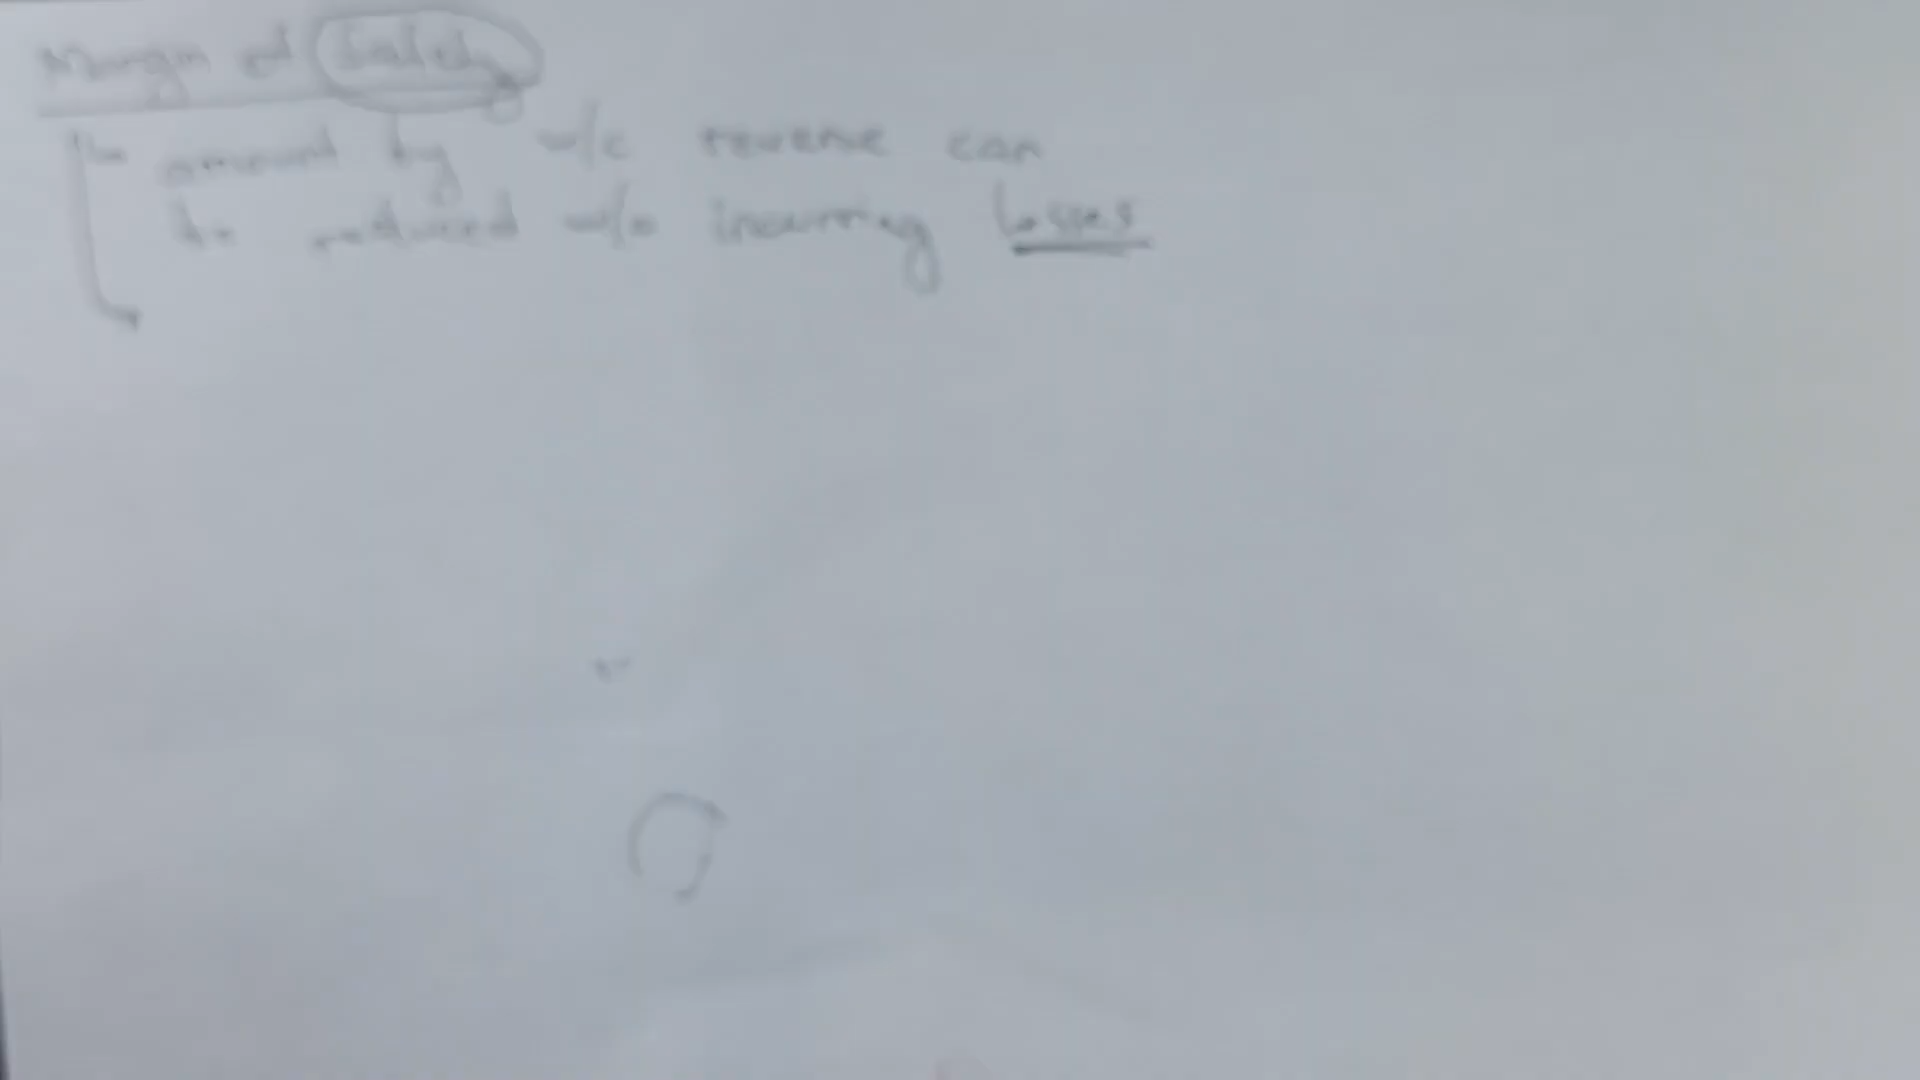 Margin of Safety
amount by w/c revenue can
be reduced w/o incurring losses